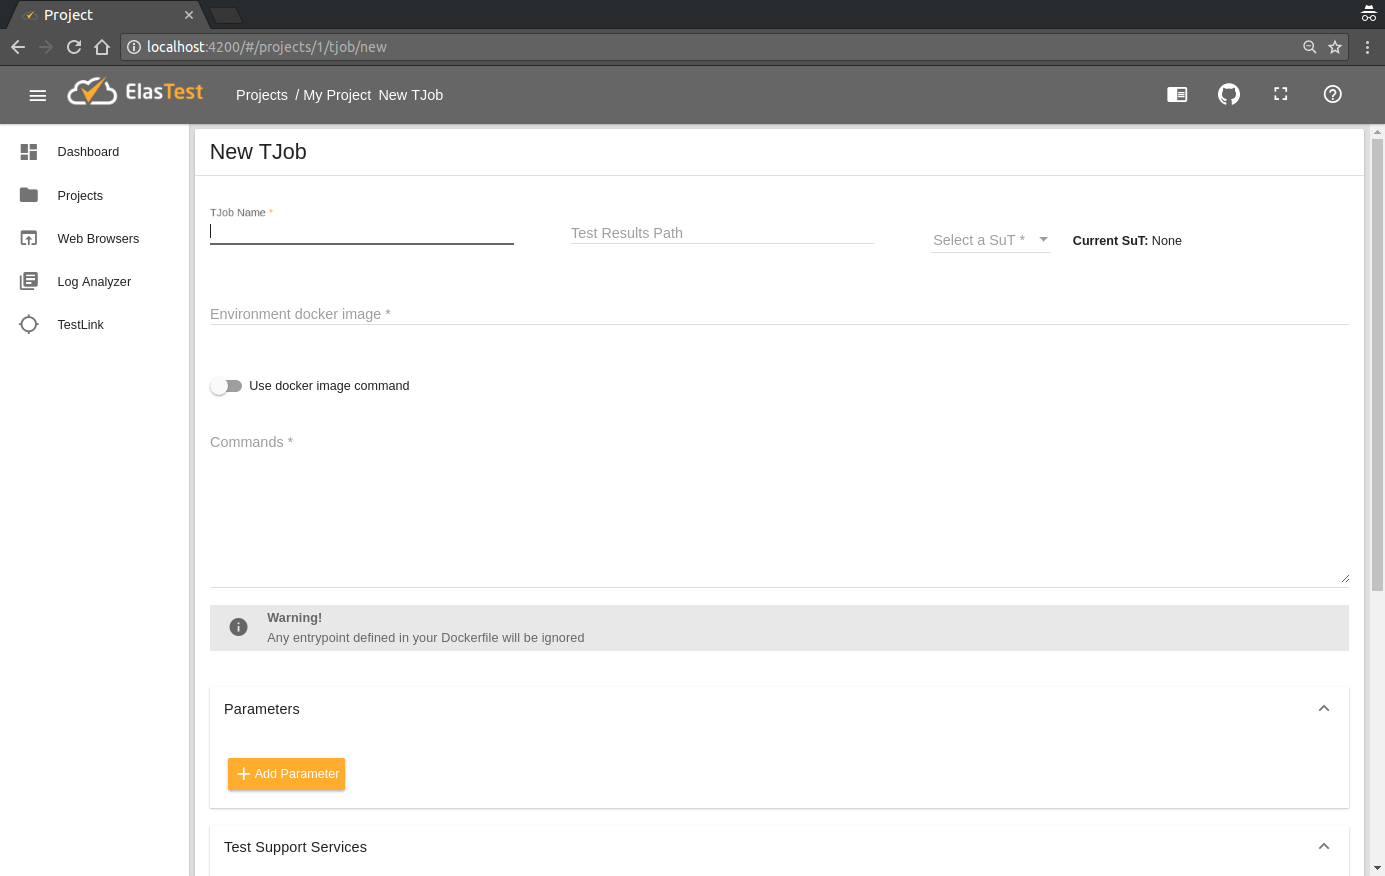 Project
localhost:4200/#/projects/1/tjob/new
ElasTest
Projects / My Project New TJob
Dashboard
Projects
Web Browsers
Log Analyzer
TestLink
New TJob
TJob Name *
Test Results Path
Select a SuT *
Current SuT: None
Environment docker image *
Use docker image command
Commands *
Warning!
Any entrypoint defined in your Dockerfile will be ignored
Parameters
Add Parameter
Test Support Services